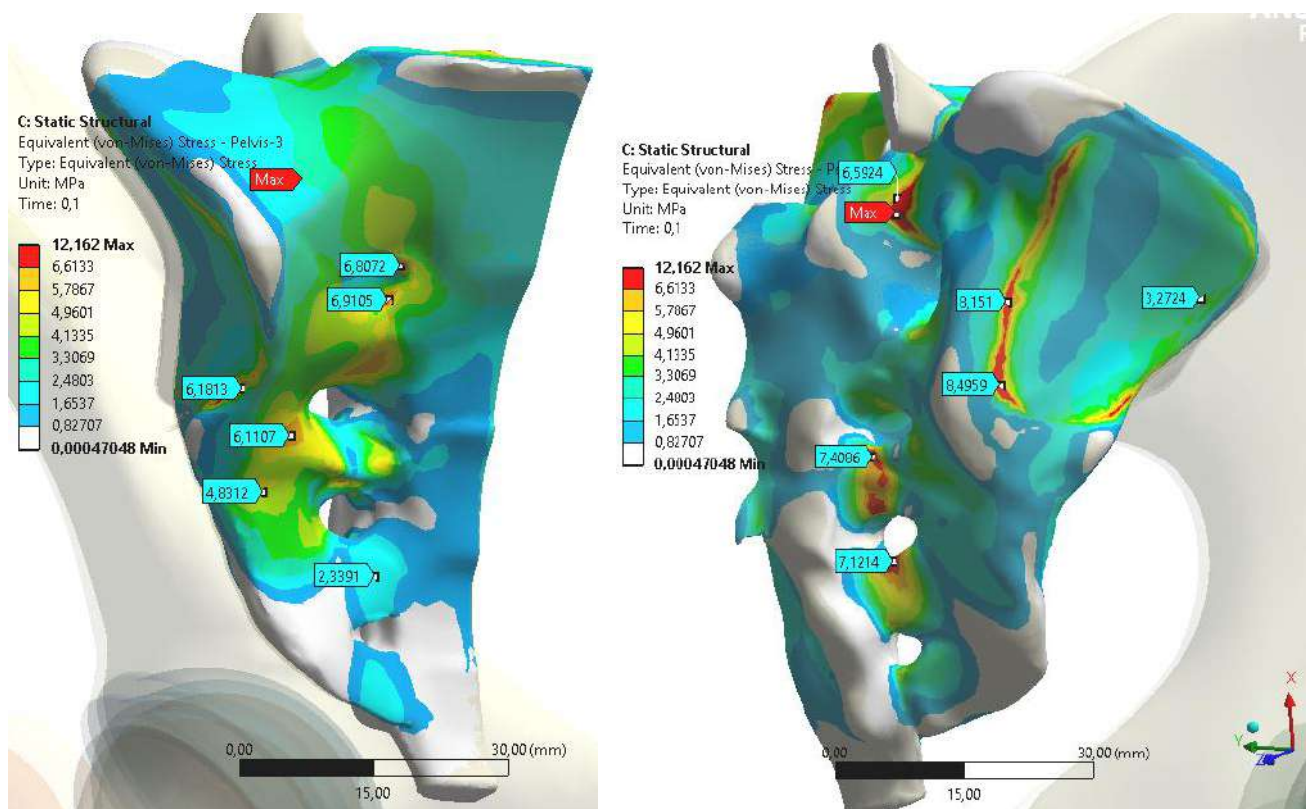 C: Static Structural
Equivalent (von-Mises) Stress - Pelvis-3
Type: Equivalent (von-Mises) Stress
Unit: MPa
Time: 0,1
Max
12,162 Max
6,6133
5,7867
4,9601
4,1335
3,3069
2,4803
1,6537
0,82707
0,00047048 Min
6,8072
6,9105
6,1813
6,1107
4,8312
2,3391
0,00
30,00 (mm)
15,00
C: Static Structural
Equivalent (von-Mises) Stress - P
Type: Equivalent (von-Mises) Stress
Unit: MPa
Time: 0,1
6,5924
Max
12,162 Max
6,6133
5,7867
4,9601
4,1335
3,3069
2,4803
1,6537
0,82707
0,00047048 Min
8,151
3,2724
8,4959
7,4086
7,1214
X
Y
Z
0,00
30,00 (mm)
15,00